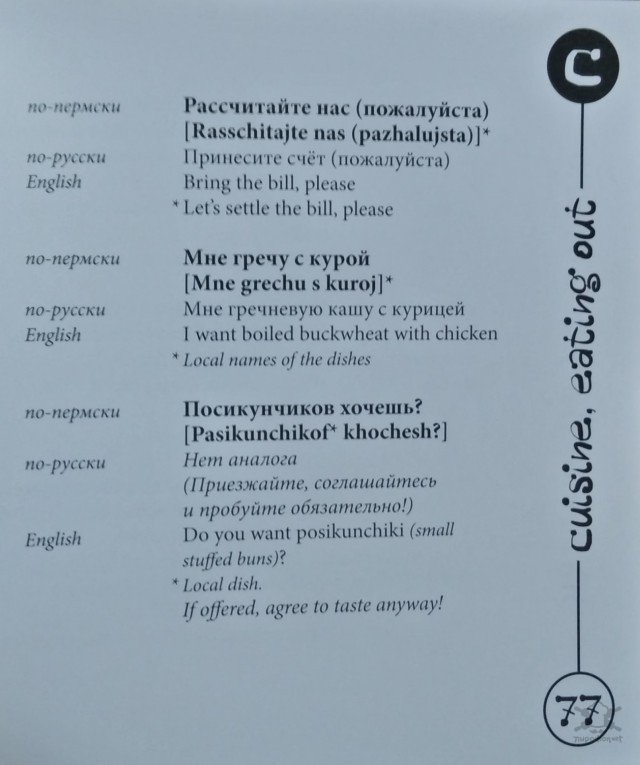 C
по-пермски Рассчитайте нас (пожалуйста)
[Rasschitajte nas (pazhalujsta)]*
по-русски Принесите счёт (пожалуйста)
English Bring the bill, please
* Let's settle the bill, please
по-пермски Мне гречу с курой
[Mne grechu s kuroj]*
по-русски Мне гречневую кашу с курицей
English I want boiled buckwheat with chicken
* Local names of the dishes
по-пермски Посикунчиков хочешь?
[Pasikunchikof* khochesh?]
по-русски Нет аналога
(Приезжайте, соглашайтесь
и пробуйте обязательно!)
English Do you want posikunchiki (small
stuffed buns)?
* Local dish.
If offered, agree to taste anyway!
cuisine, eating out
77